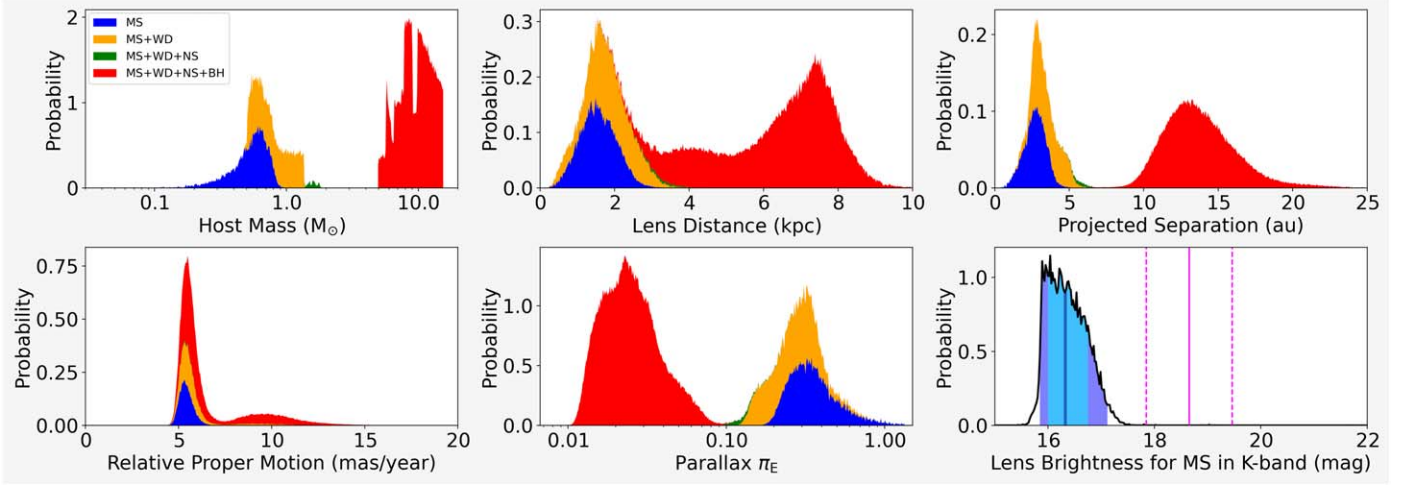 Probability
2
1
0
MS
MS+WD
MS+WD+NS
MS+WD+NS+BH
0.1
1.0
10.0
Host Mass (M⊙)
Probability
0.3
0.2
0.1
0.0
0
2
4
6
8
10
Lens Distance (kpc)
Probability
0.2
0.1
0.0
0
5
10
15
20
25
Projected Separation (au)
Probability
0.75
0.50
0.25
0.00
0
5
10
15
20
Relative Proper Motion (mas/year)
Probability
1.0
0.5
0.0
0.01
0.10
1.00
Parallax πE
Probability
1.0
0.5
0.0
16
18
20
22
Lens Brightness for MS in K-band (mag)